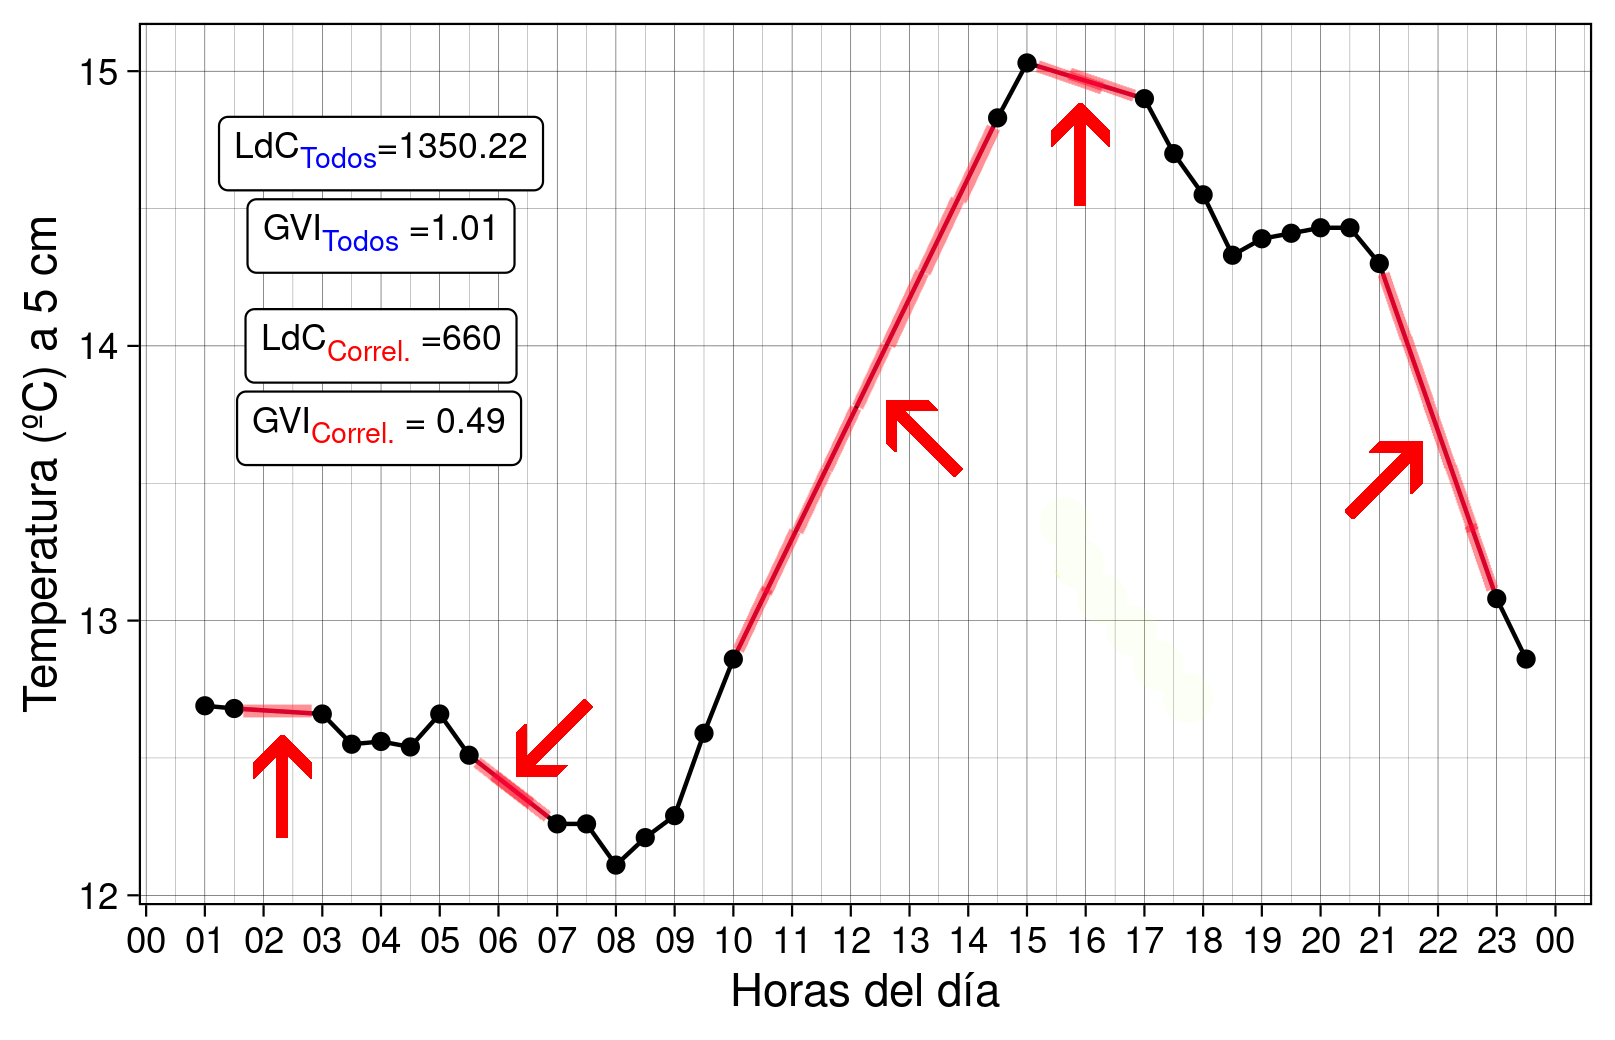 LdCTodos=1350.22
GVITodos =1.01
LdCCorrel. =660
GVICorrel. = 0.49
15
14
13
12
Temperatura (ºC) a 5 cm
00 01 02 03 04 05 06 07 08 09 10 11 12 13 14 15 16 17 18 19 20 21 22 23 00
Horas del día